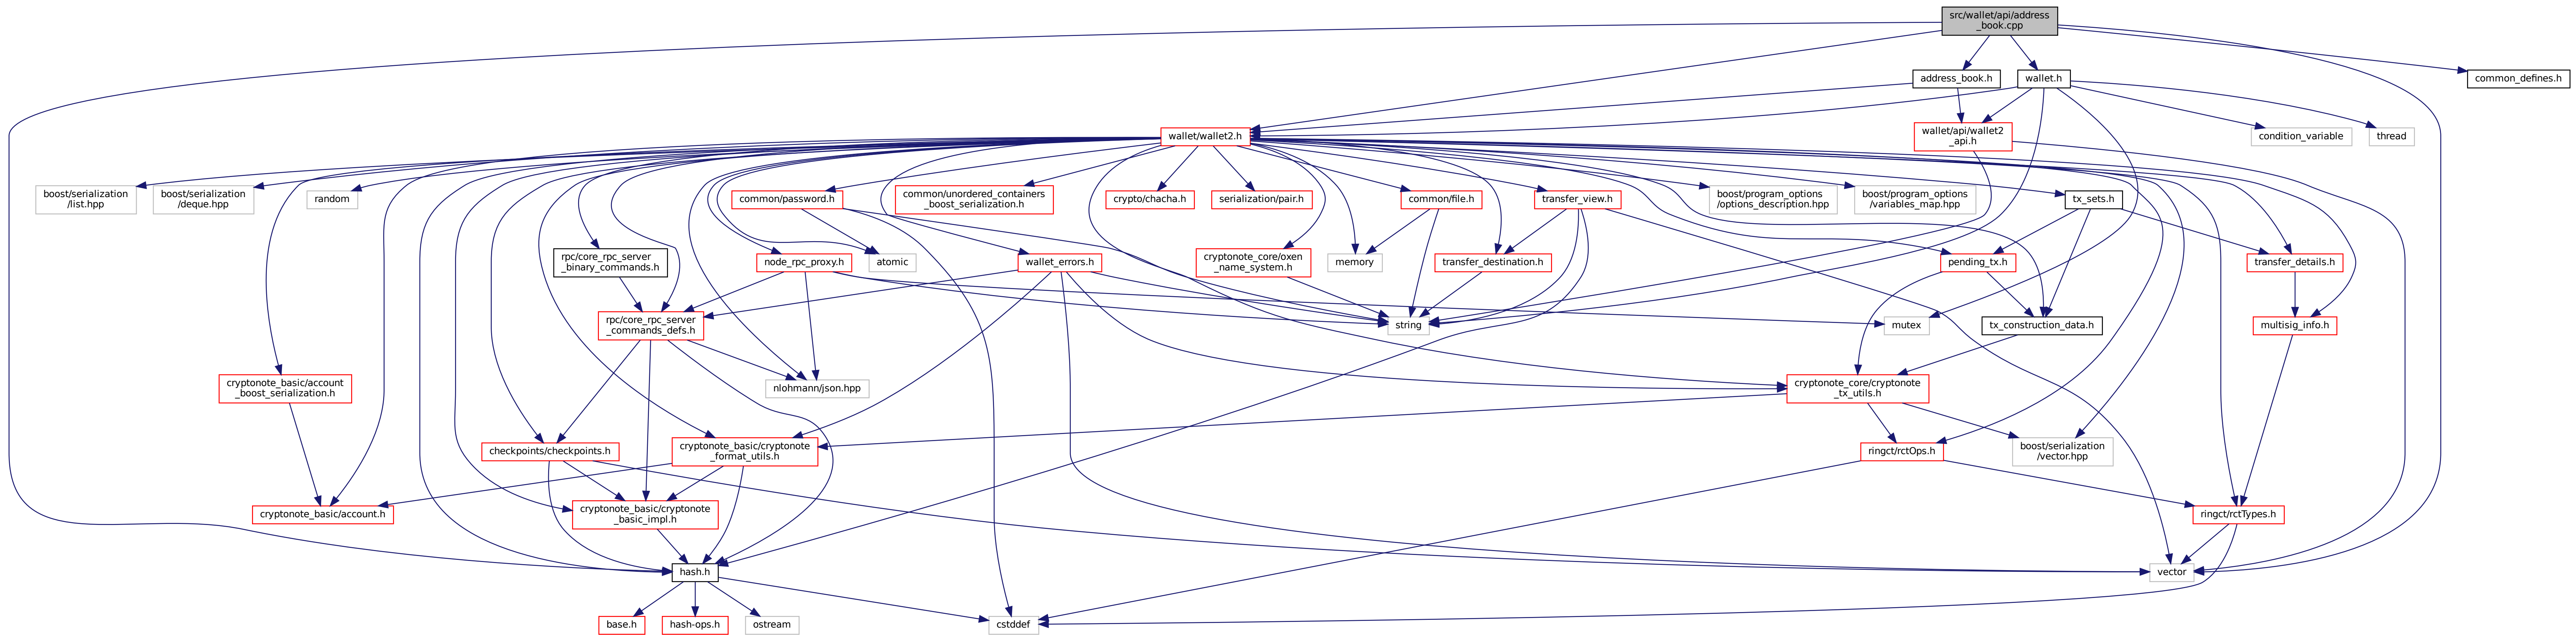 src/wallet/api/address
_book.cpp
address_book.h
wallet.h
common_defines.h
wallet/wallet2.h
wallet/api/wallet2
_api.h
condition_variable
thread
boost/serialization
/list.hpp
boost/serialization
/deque.hpp
random
common/password.h
common/unordered_containers
_boost_serialization.h
crypto/chacha.h
serialization/pair.h
common/file.h
transfer_view.h
boost/program_options
/options_description.hpp
boost/program_options
/variables_map.hpp
tx_sets.h
rpc/core_rpc_server
_binary_commands.h
node_rpc_proxy.h
atomic
wallet_errors.h
cryptonote_core/oxen
_name_system.h
memory
transfer_destination.h
pending_tx.h
transfer_details.h
rpc/core_rpc_server
_commands_defs.h
string
mutex
tx_construction_data.h
multisig_info.h
cryptonote_basic/account
_boost_serialization.h
nlohmann/json.hpp
cryptonote_core/cryptonote
_tx_utils.h
checkpoints/checkpoints.h
cryptonote_basic/cryptonote
_format_utils.h
ringct/rctOps.h
boost/serialization
/vector.hpp
cryptonote_basic/account.h
cryptonote_basic/cryptonote
_basic_impl.h
ringct/rctTypes.h
hash.h
vector
base.h
hash-ops.h
ostream
cstddef